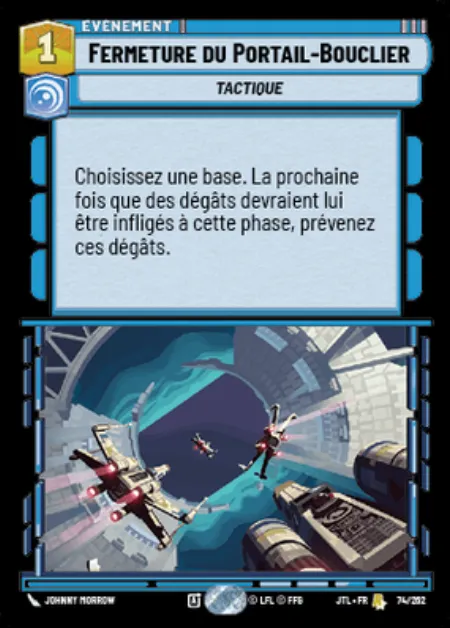 ÉVÉNEMENT
1
FERMETURE DU PORTAIL-BOUCLIER
TACTIQUE
Choisissez une base. La prochaine
fois que des dégâts devraient lui
être infligés à cette phase, prévenez
ces dégâts.
JOHNNY MORROW
© LFL © FFG
JTL • FR
74/262